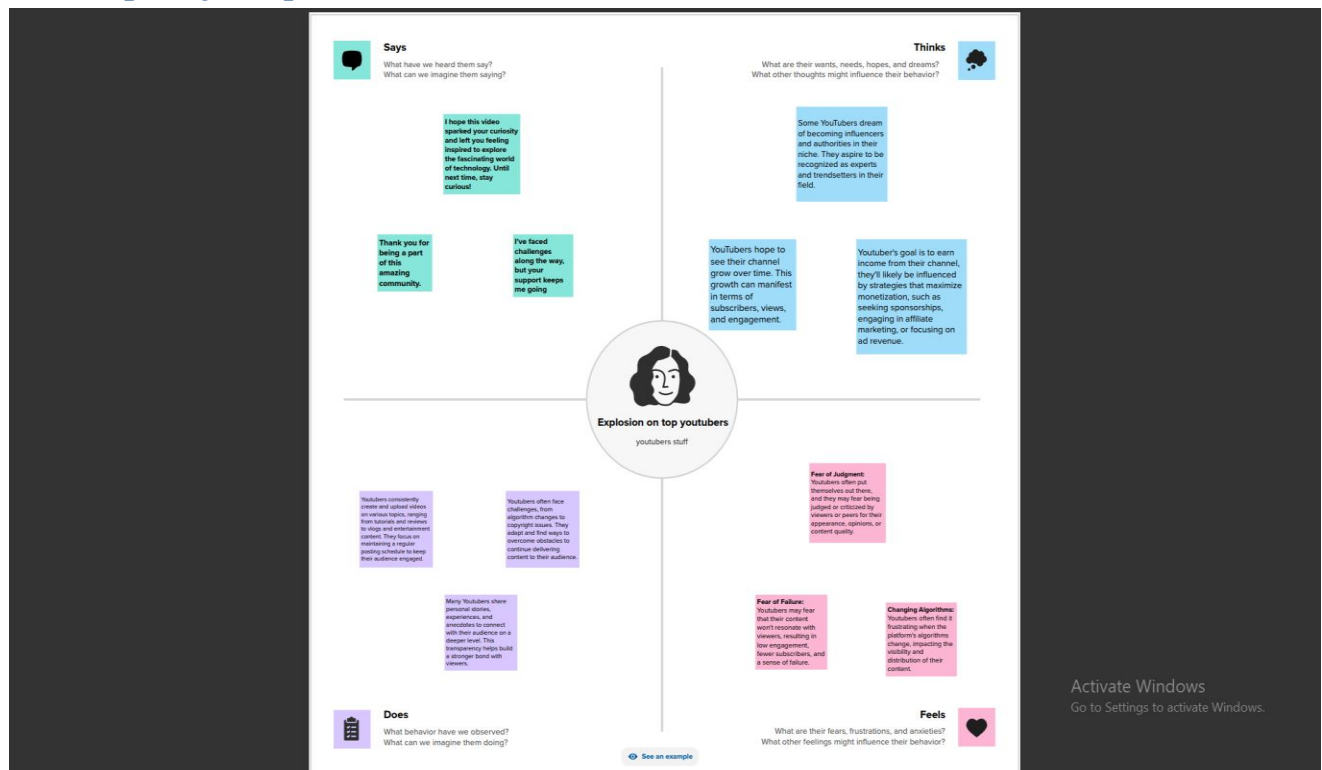 Says
What have we heard them say?
What can we imagine them saying?
Thinks
What are their wants, needs, hopes, and dreams?
What other thoughts might influence their behavior?
I hope this video
sparked your curiosity
and left you feeling
inspired to explore
the fascinating world
of technology. Until
next time, stay
curious!
Thank you for
being a part
of this
amazing
community.
I've faced
challenges
along the way,
but your
support keeps
me going
Some YouTubers dream
of becoming influencers
and authorities in their
niche. They aspire to be
recognized as experts
and trendsetters in their
field.
YouTubers hope to
see their channel
grow over time. This
growth can manifest
in terms of
subscribers, views,
and engagement.
Youtuber's goal is to earn
income from their channel,
they'll likely be influenced
by strategies that maximize
monetization, such as
seeking sponsorships,
engaging in affiliate
marketing, or focusing on
ad revenue.
Explosion on top youtubers
youtubers stuff
Youtubers consistently
create and upload videos
on various topics, ranging
from tutorials and reviews
to vlogs and entertainment
content. They focus on
maintaining a regular
posting schedule to keep
their audience engaged.
Youtubers often face
challenges, from
algorithm changes to
copyright issues. They
adapt and find ways to
overcome obstacles to
continue delivering
content to their audience.
Many Youtubers share
personal stories,
experiences, and
anecdotes to connect
with their audience on a
deeper level. This
transparency helps build
a stronger bond with
viewers.
Fear of Judgment:
Youtubers often put
themselves out there,
and they may fear being
judged or criticized by
viewers or peers for their
appearance, opinions, or
content quality.
Fear of Failure:
Youtubers may fear
that their content
won't resonate with
viewers, resulting in
low engagement,
fewer subscribers, and
a sense of failure.
Changing Algorithms:
Youtubers often find it
frustrating when the
platform's algorithms
change, impacting the
visibility and
distribution of their
content.
Does
What behavior have we observed?
What can we imagine them doing?
Feels
What are their fears, frustrations, and anxieties?
What other feelings might influence their behavior?
See an example
Activate Windows
Go to Settings to activate Windows.